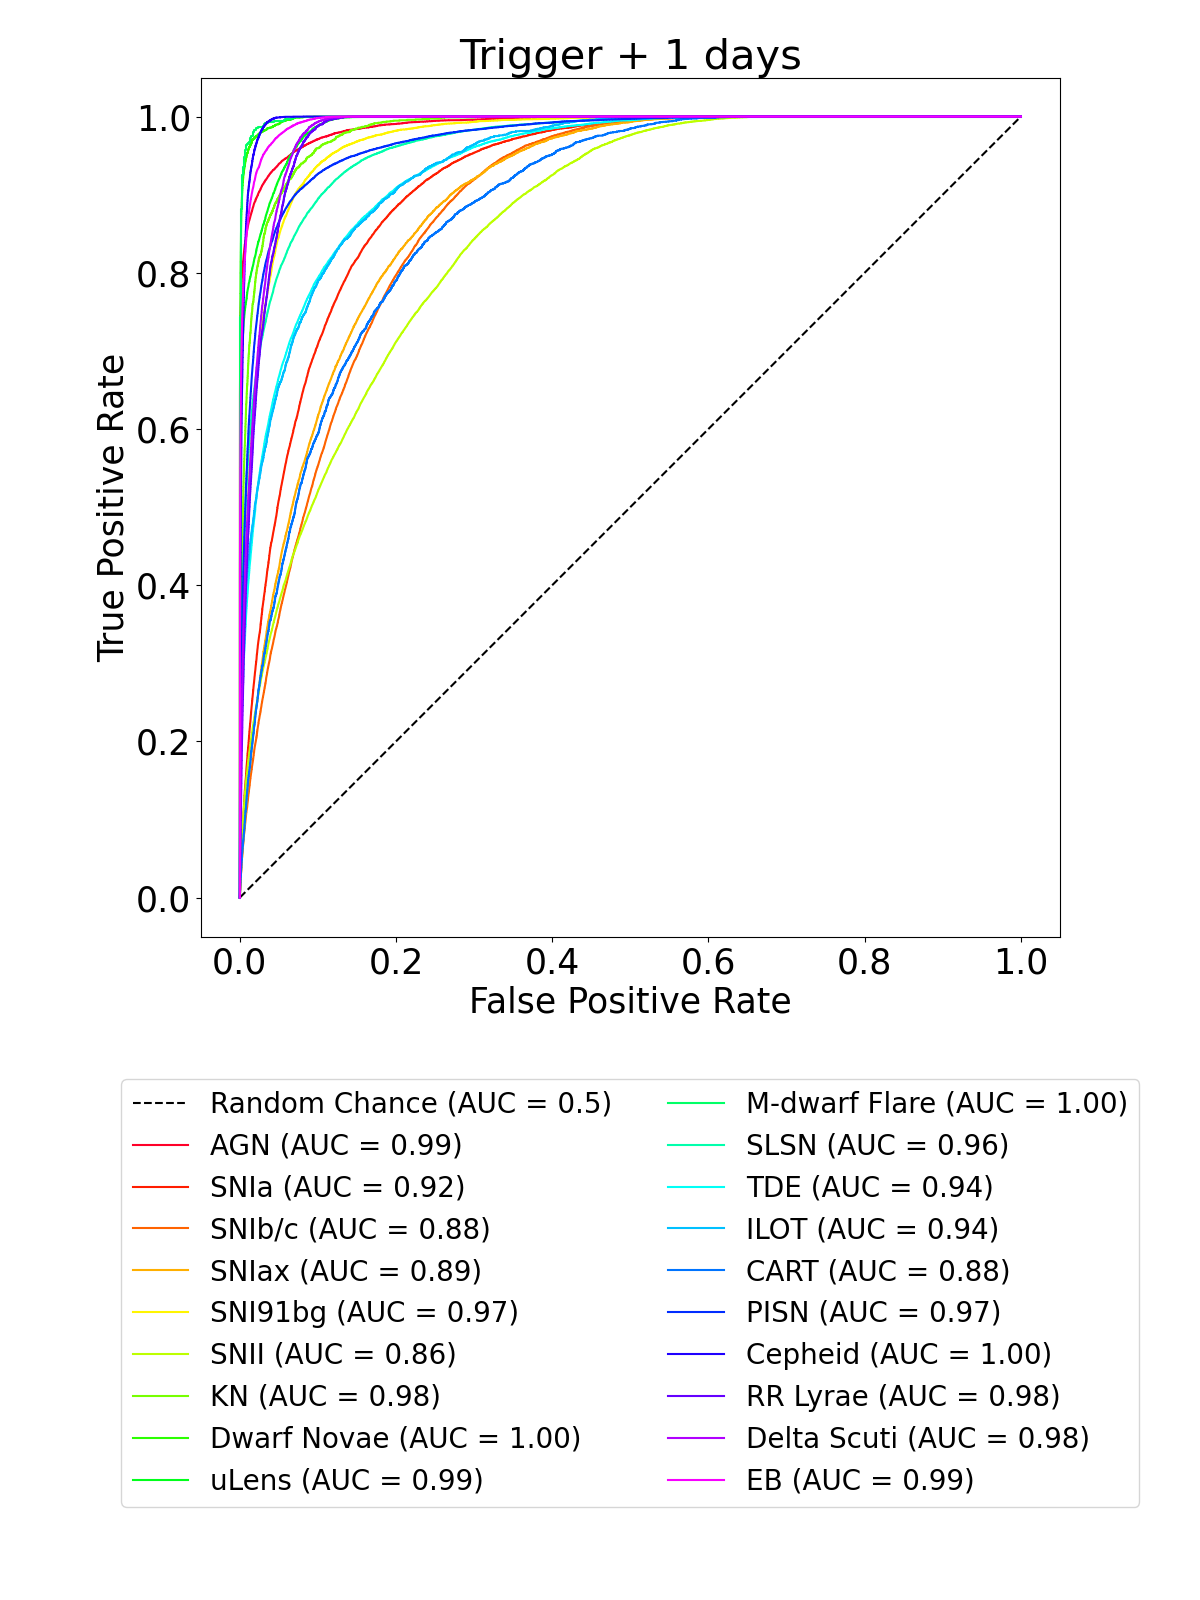 Trigger + 1 days
1.0
0.8
0.6
0.4
0.2
0.0
True Positive Rate
0.0 0.2 0.4 0.6 0.8 1.0
False Positive Rate
Random Chance (AUC = 0.5)
AGN (AUC = 0.99)
SNIa (AUC = 0.92)
SNIb/c (AUC = 0.88)
SNIax (AUC = 0.89)
SNI91bg (AUC = 0.97)
SNII (AUC = 0.86)
KN (AUC = 0.98)
Dwarf Novae (AUC = 1.00)
uLens (AUC = 0.99)
M-dwarf Flare (AUC = 1.00)
SLSN (AUC = 0.96)
TDE (AUC = 0.94)
ILOT (AUC = 0.94)
CART (AUC = 0.88)
PISN (AUC = 0.97)
Cepheid (AUC = 1.00)
RR Lyrae (AUC = 0.98)
Delta Scuti (AUC = 0.98)
EB (AUC = 0.99)